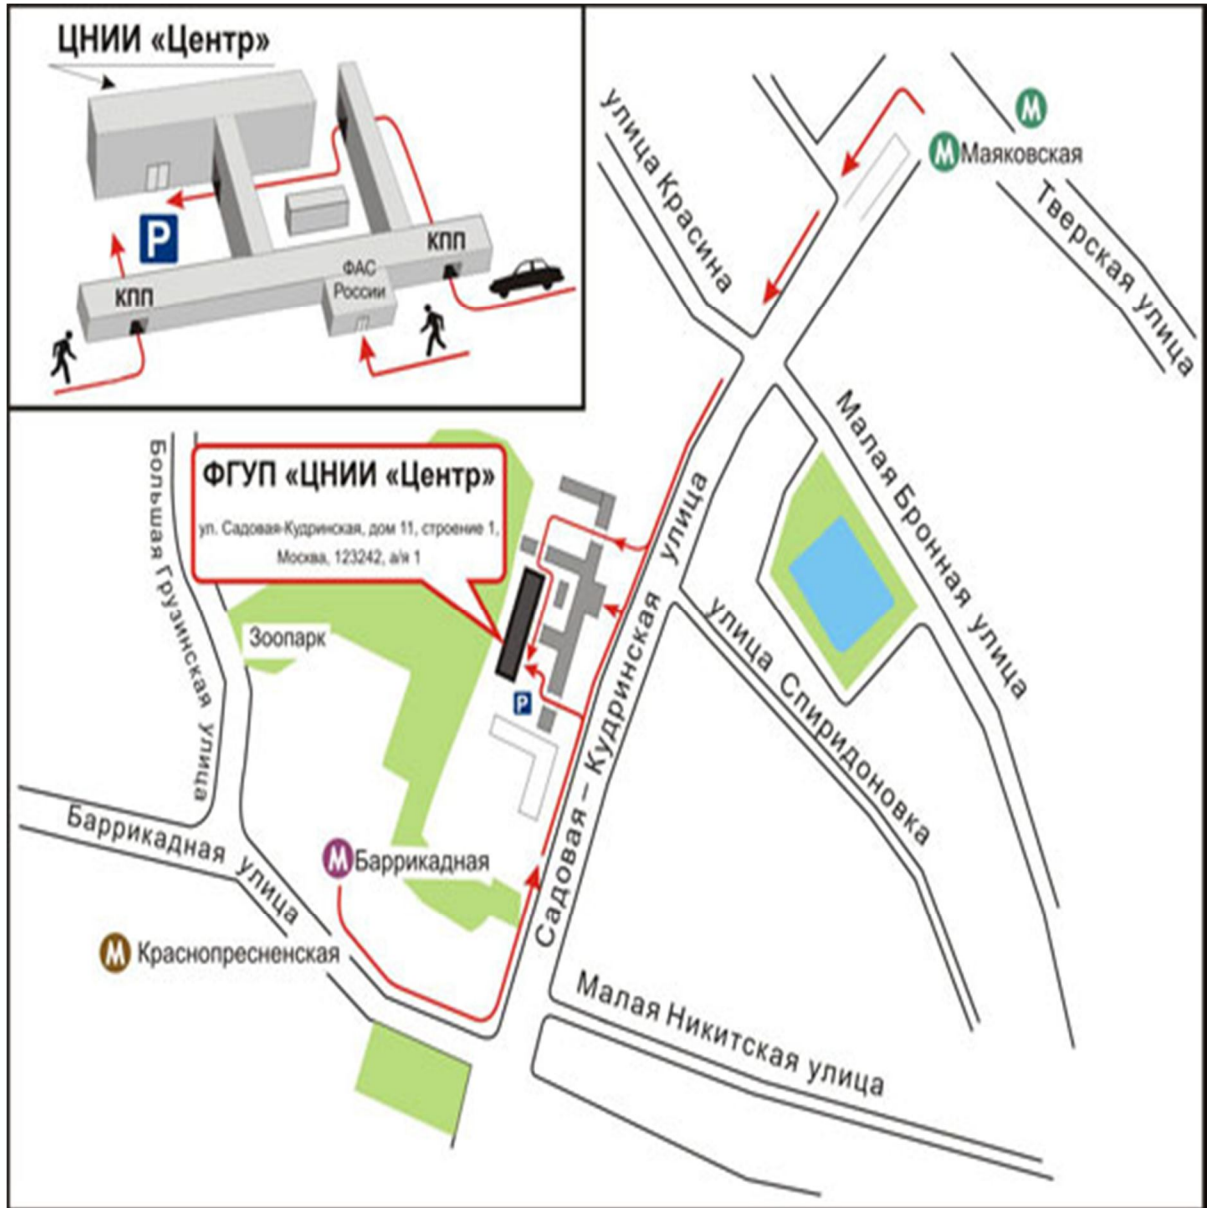 ЦНИИ «Центр»
P
КПП
КПП
ФАС
России
улица Красина
М
М Маяковская
Тверская улица
Малая Бронная улица
Большая Грузинская улица
ФГУП «ЦНИИ «Центр»
ул. Садовая-Кудринская, дом 11, строение 1,
Москва, 123242, а/я 1
Зоопарк
P
улица Спиридоновка
Садовая – Кудринская улица
Баррикадная улица
М Баррикадная
М Краснопресненская
Малая Никитская улица